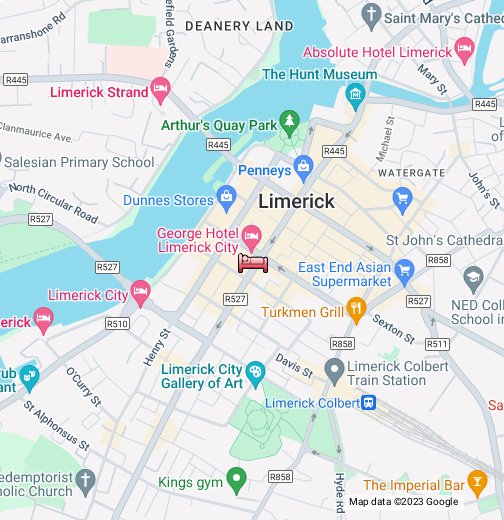 DEANERY LAND
Saint Mary's Cathe
arranshone Rd
erfield Gardens
Absolute Hotel Limerick
The Hunt Museum
Mary St
R445
Limerick Strand
R445
Arthur's Quay Park
Clanmaurice Ave.
R445
R445
Michael St
Salesian Primary School
Penneys
WATERGATE
John's St
North Circular Road
Dunnes Stores
Limerick
R527
George Hotel
Limerick City
St John's Cathedra
R858
R527
East End Asian
Supermarket
Limerick City
R527
R527
NED Coll
School in
erick
R510
Turkmen Grill
Sexton St
Henry St
R858
R511
Pub
ant
O'Curry St
Limerick City
Gallery of Art
Davis St
Limerick Colbert
Train Station
Limerick Colbert
St Alphonsus St
Sa
edemptorist
olic Church
Kings gym
R858
Hyde Rd
The Imperial Bar
Map data ©2023 Google